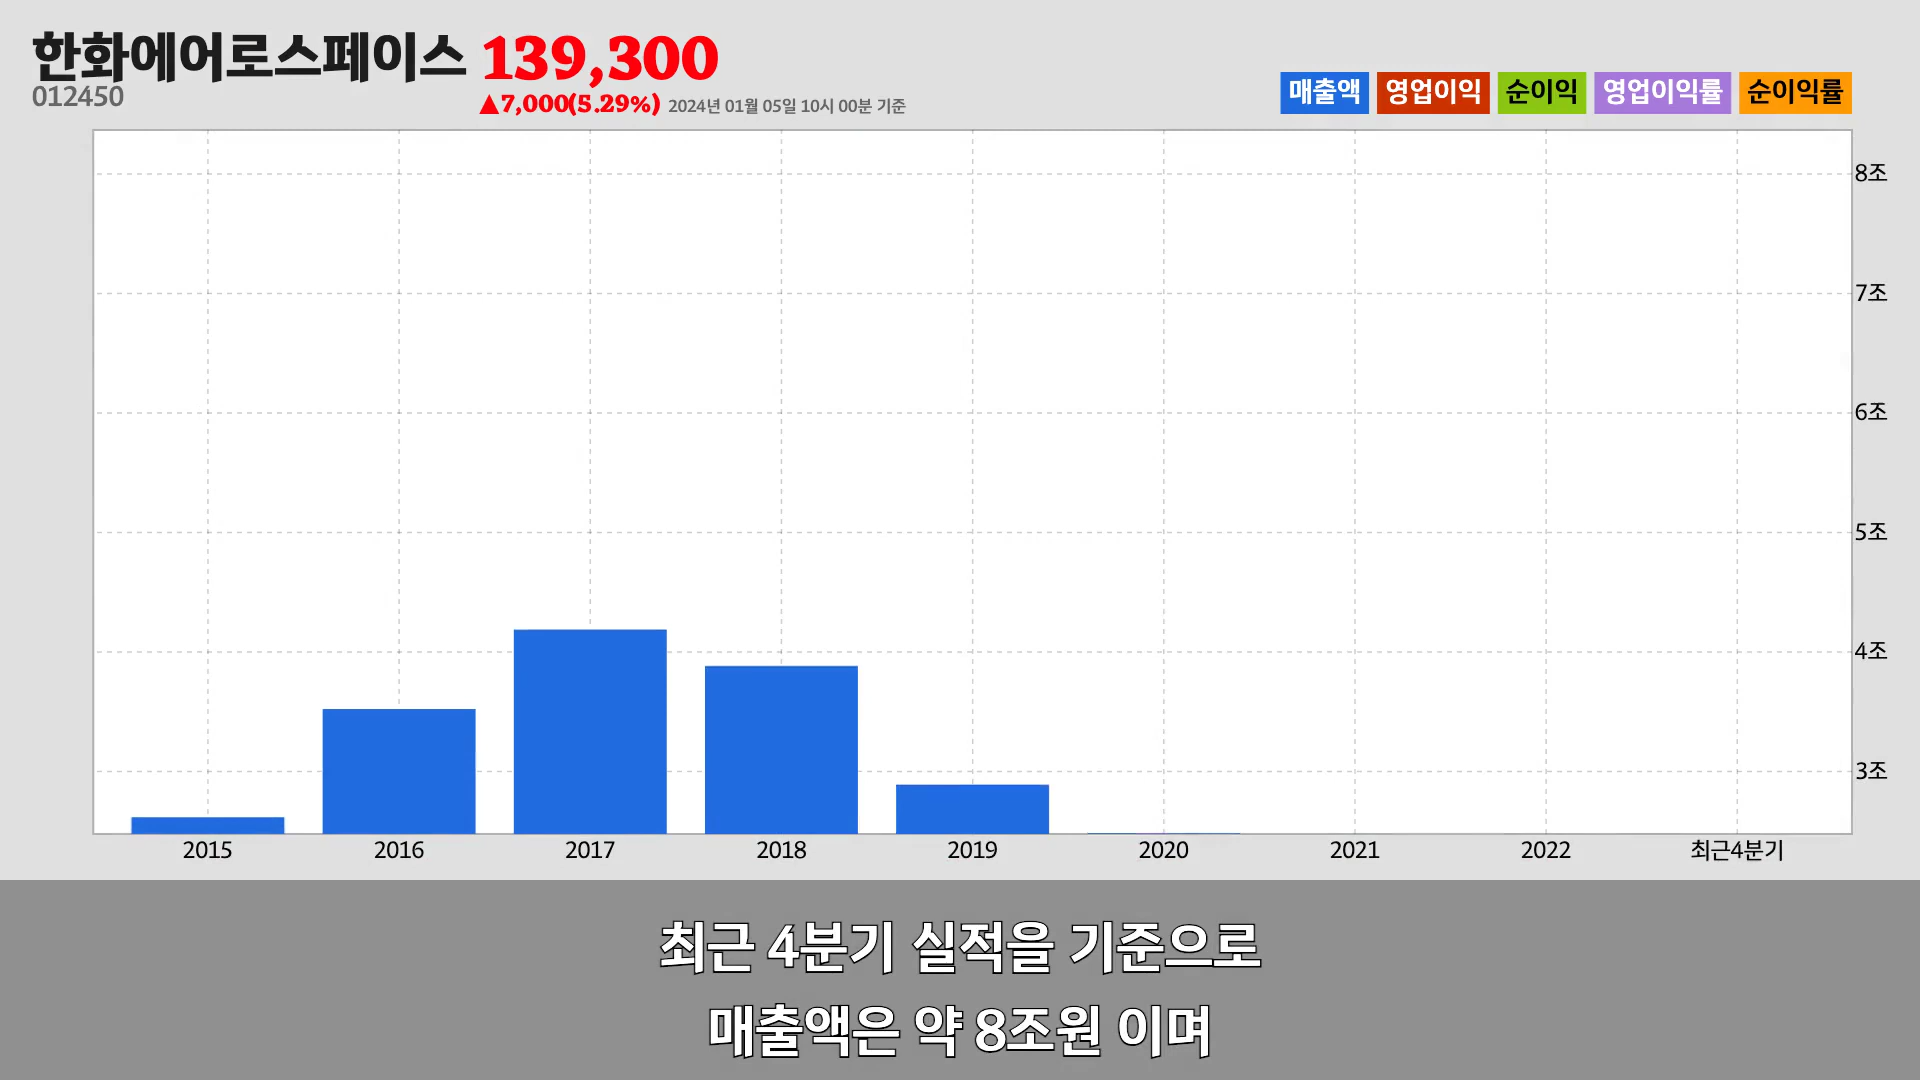 한화에어로스페이스 139,300
012450
▲7,000(5.29%) 2024년 01월 05일 10시 00분 기준
매출액 영업이익 순이익 영업이익률 순이익률
8조
7조
6조
5조
4조
3조
2015 2016 2017 2018 2019 2020 2021 2022 최근4분기
최근 4분기 실적을 기준으로
매출액은 약 8조원 이며